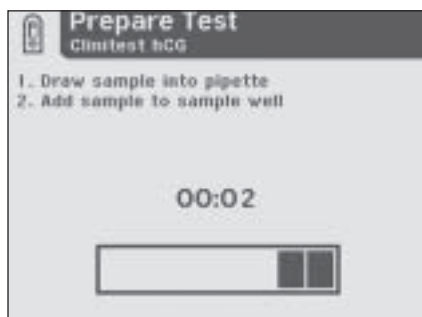 Prepare Test
Clinitest hCG
1. Draw sample into pipette
2. Add sample to sample well
00:02